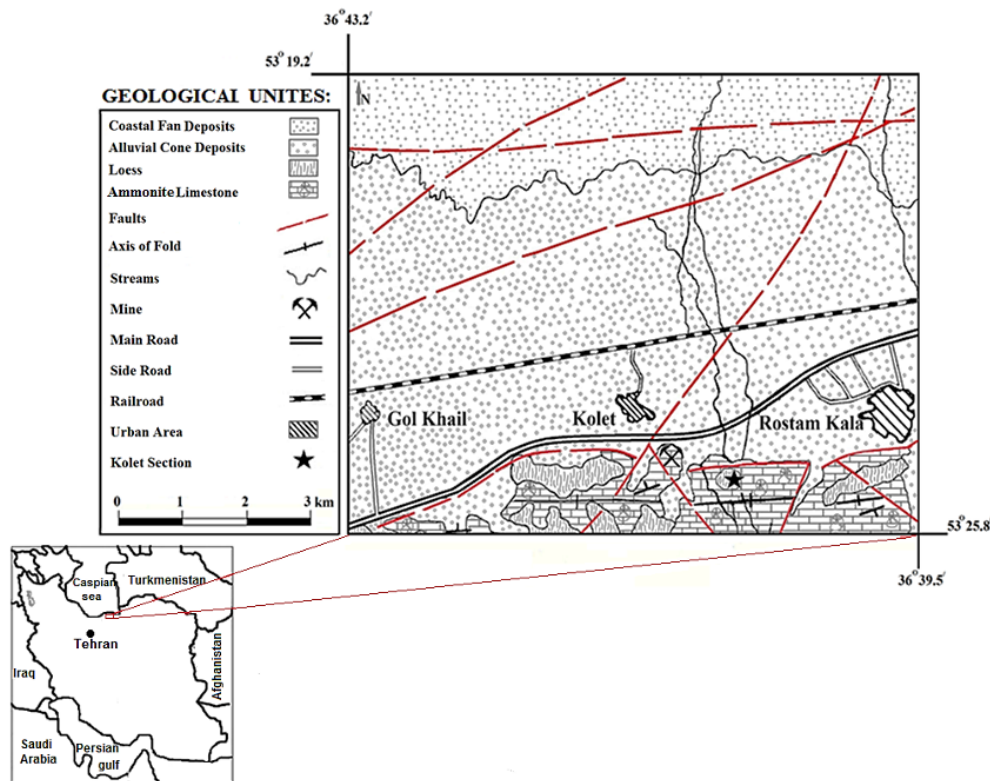 36° 43.2'
53° 19.2'
GEOLOGICAL UNITES:
Coastal Fan Deposits
Alluvial Cone Deposits
Loess
Ammonite Limestone
Faults
Axis of Fold
Streams
Mine
Main Road
Side Road
Railroad
Urban Area
Kolet Section
0 1 2 3 km
N
Gol Khail
Kolet
Rostam Kala
53° 25.8
36° 39.5'
Caspian
sea
Turkmenistan
Tehran
Iraq
Afghanistan
Saudi
Arabia
Persian
gulf